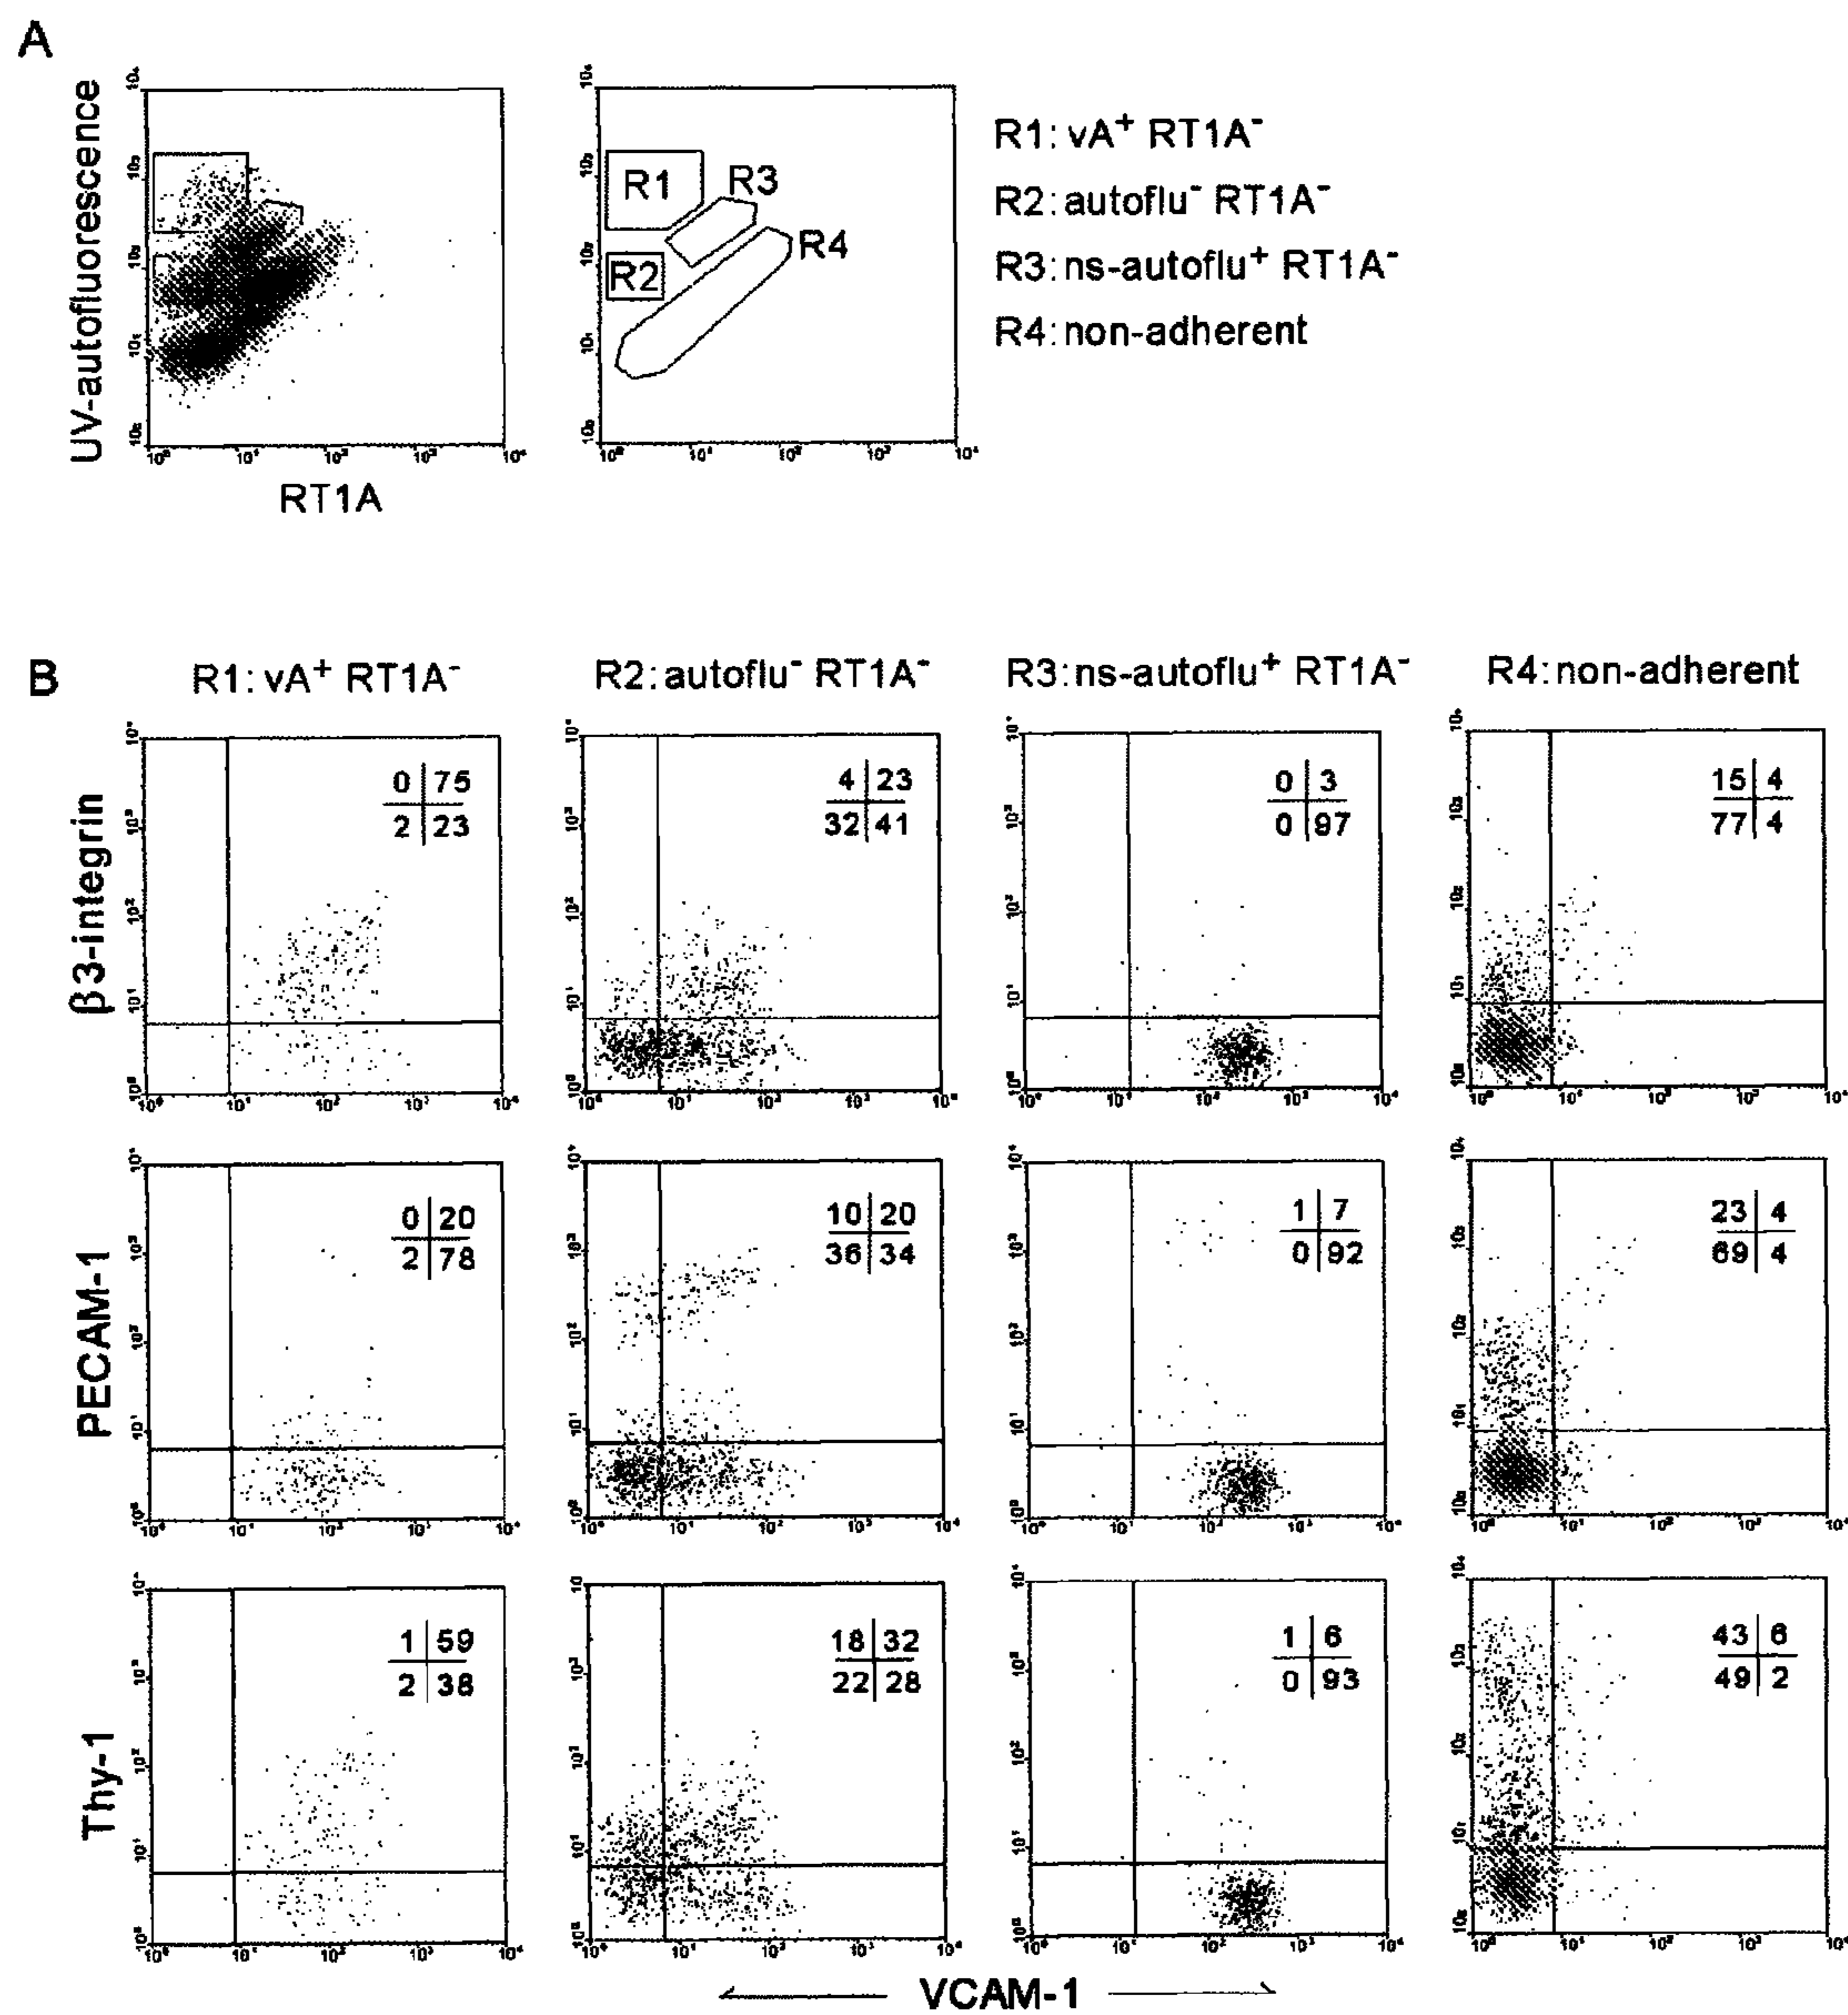 A
UV-autofluorescence
RT1A
R1
R2
R3
R4
R1: vA+ RT1A-
R2: autoflu- RT1A-
R3: ns-autoflu+ RT1A-
R4: non-adherent
B
R1: vA+ RT1A-
R2: autoflu- RT1A-
R3: ns-autoflu+ RT1A-
R4: non-adherent
β3-integrin
0 75
2 23
4 23
32 41
0 3
0 97
15 4
77 4
PECAM-1
0 20
2 78
10 20
36 34
1 7
0 92
23 4
69 4
Thy-1
1 59
2 38
18 32
22 28
1 6
0 93
43 6
49 2
VCAM-1